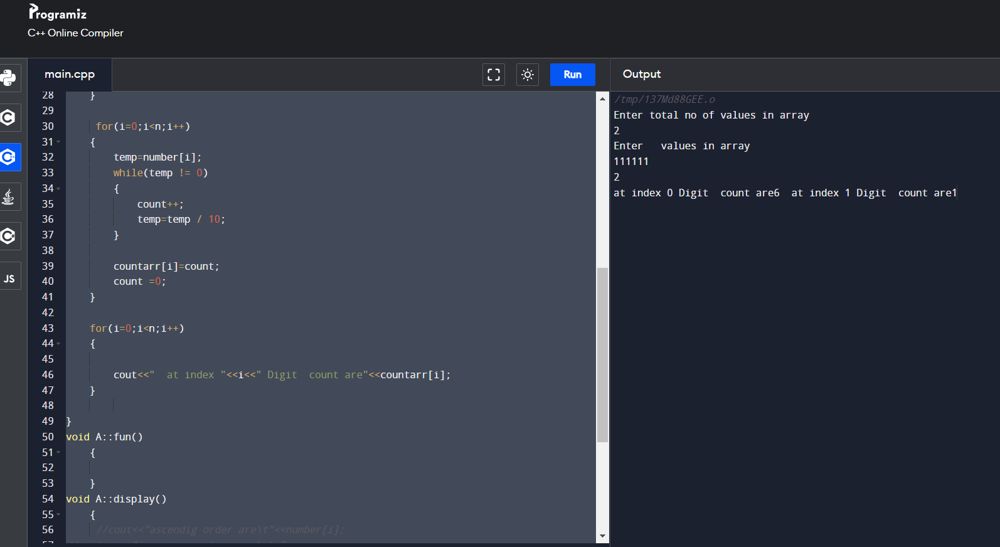 Programiz
C++ Online Compiler
main.cpp
Run
Output
28 }
29
30 for(i=0;i<n;i++)
31 {
32 temp=number[i];
33 while(temp != 0)
34 {
35 count++;
36 temp=temp / 10;
37 }
38
39 countarr[i]=count;
40 count =0;
41 }
42
43 for(i=0;i<n;i++)
44 {
45
46 cout<<"  at index "<<i<<" Digit  count are"<<countarr[i];
47 }
48
49 }
50 void A::fun()
51 {
52
53 }
54 void A::display()
55 {
56 //cout<<"ascendig order are\t"<<number[i];
57
JS
/tmp/137Md88GEE.o
Enter total no of values in array
2
Enter   values in array
111111
2
at index 0 Digit  count are6  at index 1 Digit  count are1